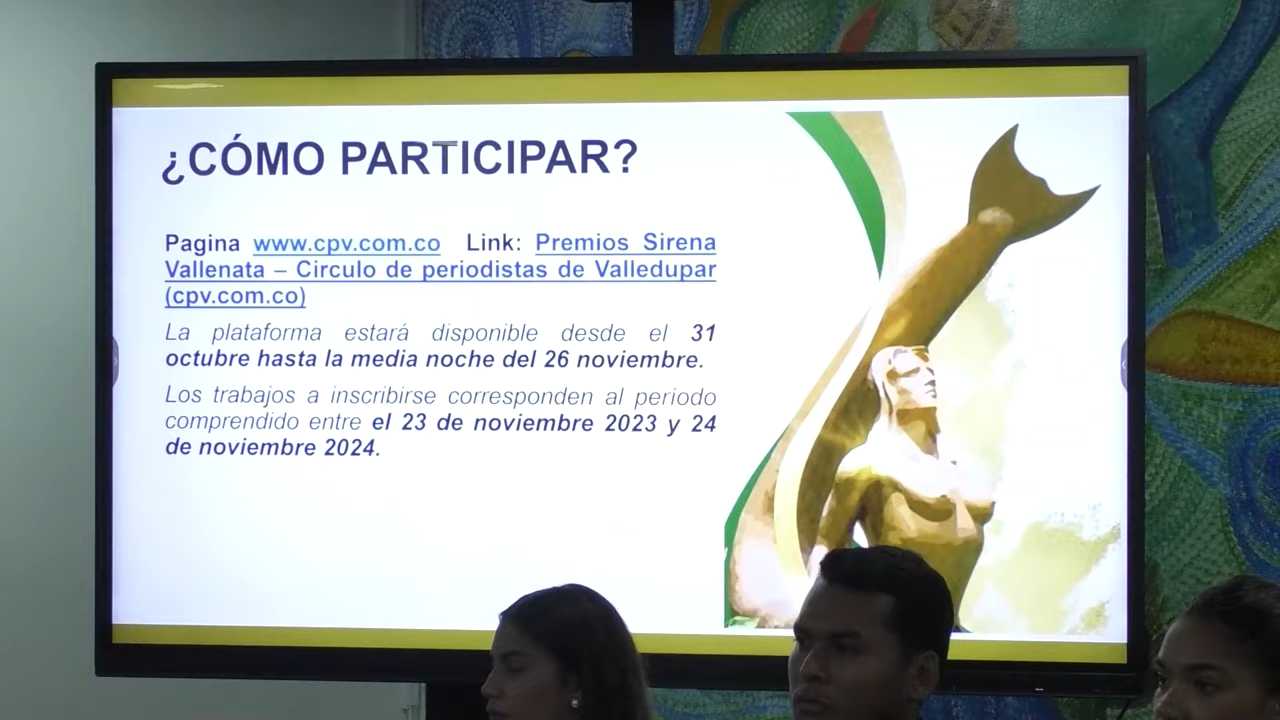 ¿CÓMO PARTICIPAR?
Pagina www.cpv.com.co Link: Premios Sirena
Vallenata – Circulo de periodistas de Valledupar
(cpv.com.co)
La plataforma estará disponible desde el 31
octubre hasta la media noche del 26 noviembre.
Los trabajos a inscribirse corresponden al período
comprendido entre el 23 de noviembre 2023 y 24
de noviembre 2024.